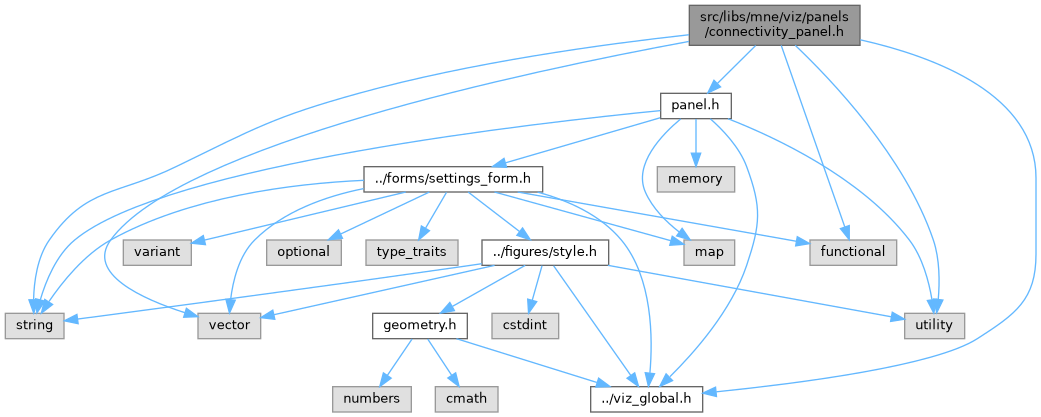 src/libs/mne/viz/panels
/connectivity_panel.h
panel.h
../forms/settings_form.h
memory
variant
optional
type_traits
../figures/style.h
map
functional
string
vector
geometry.h
cstdint
utility
numbers
cmath
../viz_global.h